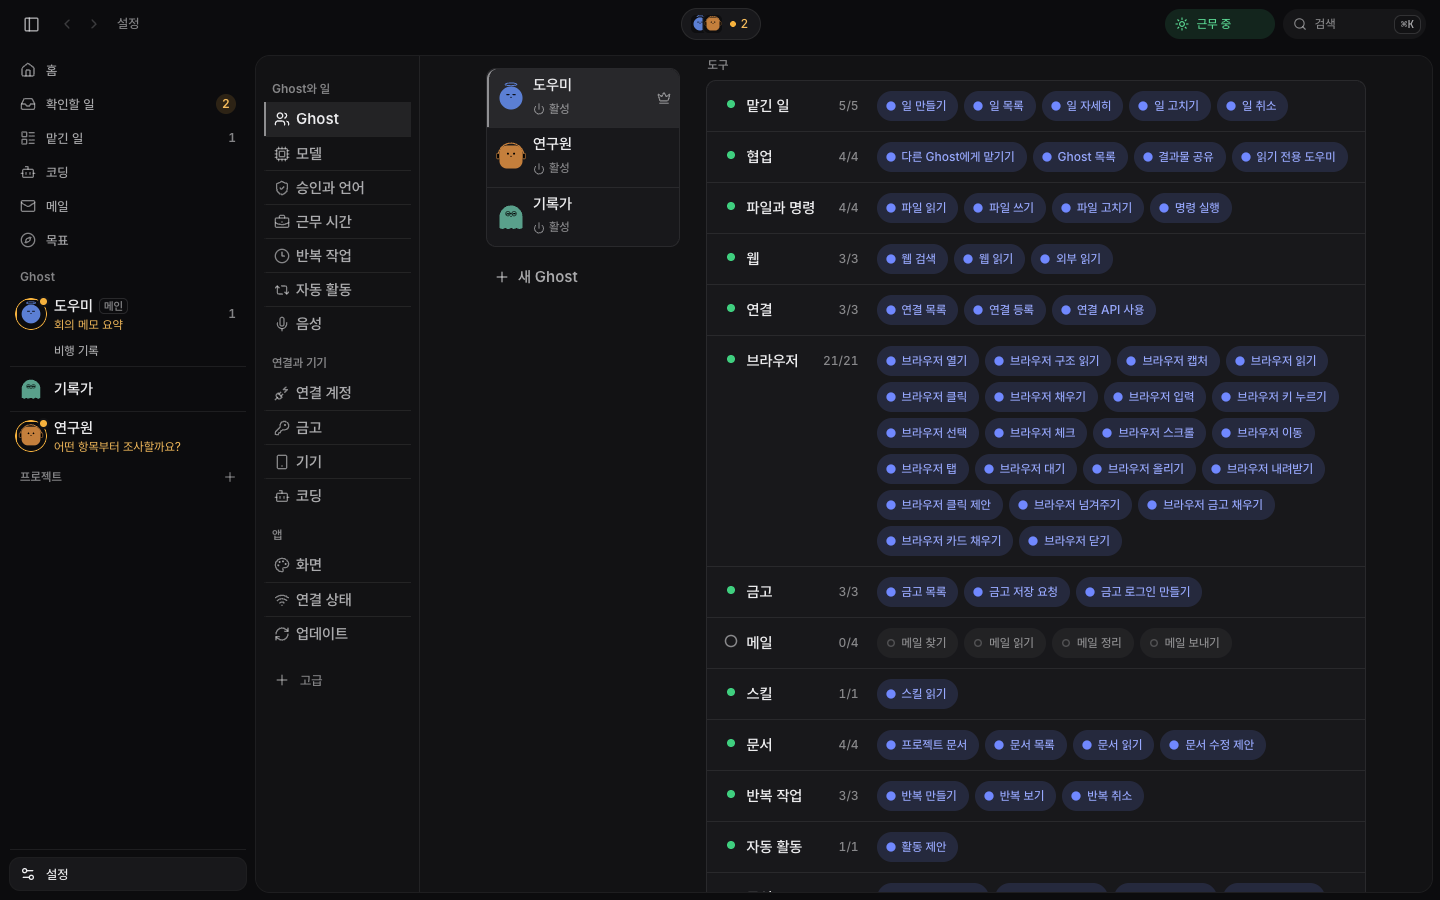 설정
2
근무 중
검색
⌘K
홈
확인할 일
2
맡긴 일
1
코딩
메일
목표
Ghost
도우미
메인
회의 메모 요약
1
비행 기록
기록가
연구원
어떤 항목부터 조사할까요?
프로젝트
설정
Ghost와 일
Ghost
모델
승인과 언어
근무 시간
반복 작업
자동 활동
음성
연결과 기기
연결 계정
금고
기기
코딩
앱
화면
연결 상태
업데이트
고급
도우미
활성
연구원
활성
기록가
활성
새 Ghost
도구
맡긴 일 5/5 일 만들기 일 목록 일 자세히 일 고치기 일 취소
협업 4/4 다른 Ghost에게 맡기기 Ghost 목록 결과물 공유 읽기 전용 도우미
파일과 명령 4/4 파일 읽기 파일 쓰기 파일 고치기 명령 실행
웹 3/3 웹 검색 웹 읽기 외부 읽기
연결 3/3 연결 목록 연결 등록 연결 API 사용
브라우저 21/21 브라우저 열기 브라우저 구조 읽기 브라우저 캡처 브라우저 읽기
브라우저 클릭 브라우저 채우기 브라우저 입력 브라우저 키 누르기
브라우저 선택 브라우저 체크 브라우저 스크롤 브라우저 이동
브라우저 탭 브라우저 대기 브라우저 올리기 브라우저 내려받기
브라우저 클릭 제안 브라우저 넘겨주기 브라우저 금고 채우기
브라우저 카드 채우기 브라우저 닫기
금고 3/3 금고 목록 금고 저장 요청 금고 로그인 만들기
메일 0/4 메일 찾기 메일 읽기 메일 정리 메일 보내기
스킬 1/1 스킬 읽기
문서 4/4 프로젝트 문서 문서 목록 문서 읽기 문서 수정 제안
반복 작업 3/3 반복 만들기 반복 보기 반복 취소
자동 활동 1/1 활동 제안